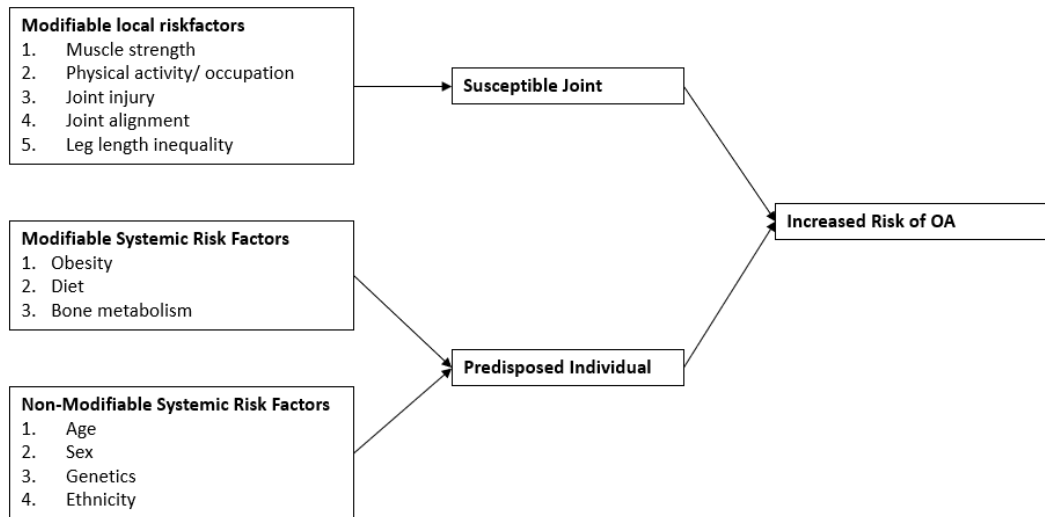 Modifiable local riskfactors
1. Muscle strength
2. Physical activity/ occupation
3. Joint injury
4. Joint alignment
5. Leg length inequality
Susceptible Joint
Increased Risk of OA
Modifiable Systemic Risk Factors
1. Obesity
2. Diet
3. Bone metabolism
Predisposed Individual
Non-Modifiable Systemic Risk Factors
1. Age
2. Sex
3. Genetics
4. Ethnicity